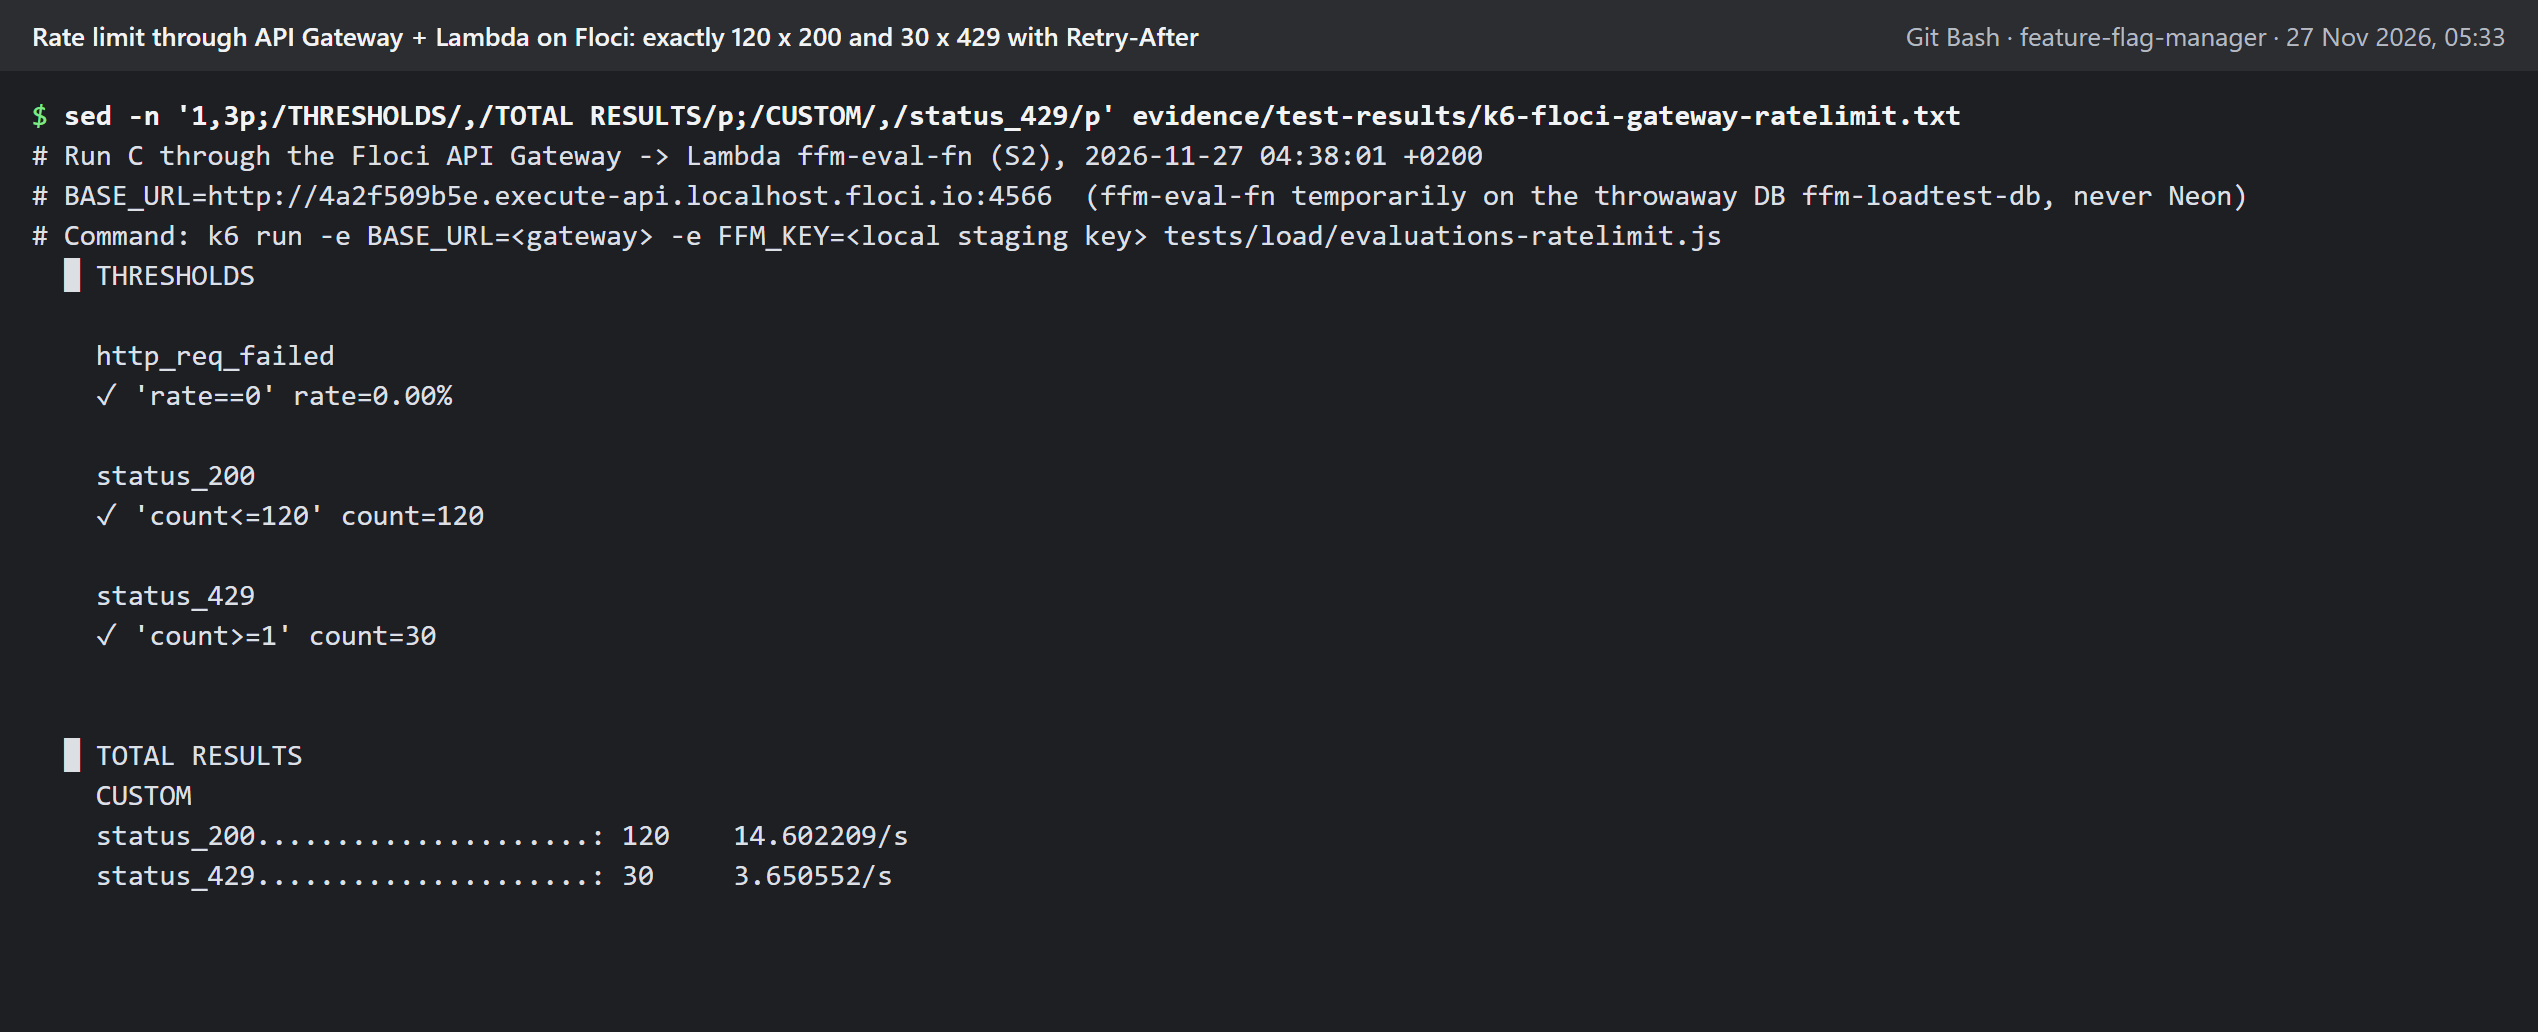 Rate limit through API Gateway + Lambda on Floci: exactly 120 x 200 and 30 x 429 with Retry-After
Git Bash · feature-flag-manager · 27 Nov 2026, 05:33
$ sed -n '1,3p;/THRESHOLDS/,/TOTAL RESULTS/p;/CUSTOM/,/status_429/p' evidence/test-results/k6-floci-gateway-ratelimit.txt
# Run C through the Floci API Gateway -> Lambda ffm-eval-fn (S2), 2026-11-27 04:38:01 +0200
# BASE_URL=http://4a2f509b5e.execute-api.localhost.floci.io:4566  (ffm-eval-fn temporarily on the throwaway DB ffm-loadtest-db, never Neon)
# Command: k6 run -e BASE_URL=<gateway> -e FFM_KEY=<local staging key> tests/load/evaluations-ratelimit.js
█ THRESHOLDS
http_req_failed
✓ 'rate==0' rate=0.00%
status_200
✓ 'count<=120' count=120
status_429
✓ 'count>=1' count=30
█ TOTAL RESULTS
CUSTOM
status_200.....................: 120    14.602209/s
status_429.....................: 30     3.650552/s